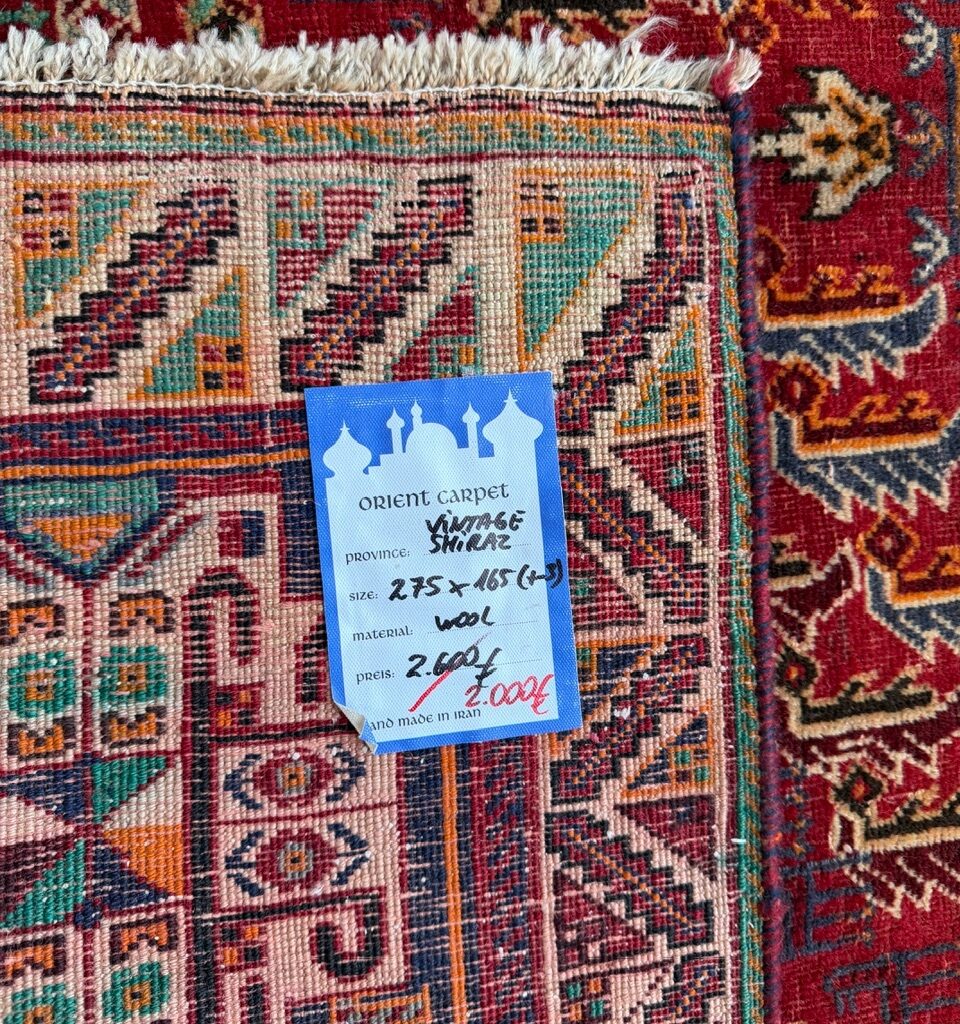 ORIENT CARPET
VINTAGE
PROVINCE: SHIRAZ
SIZE: 275 x 165 (+-5)
MATERIAL: WOOL
PREIS: 2.600
2.000
AND MADE IN IRAN